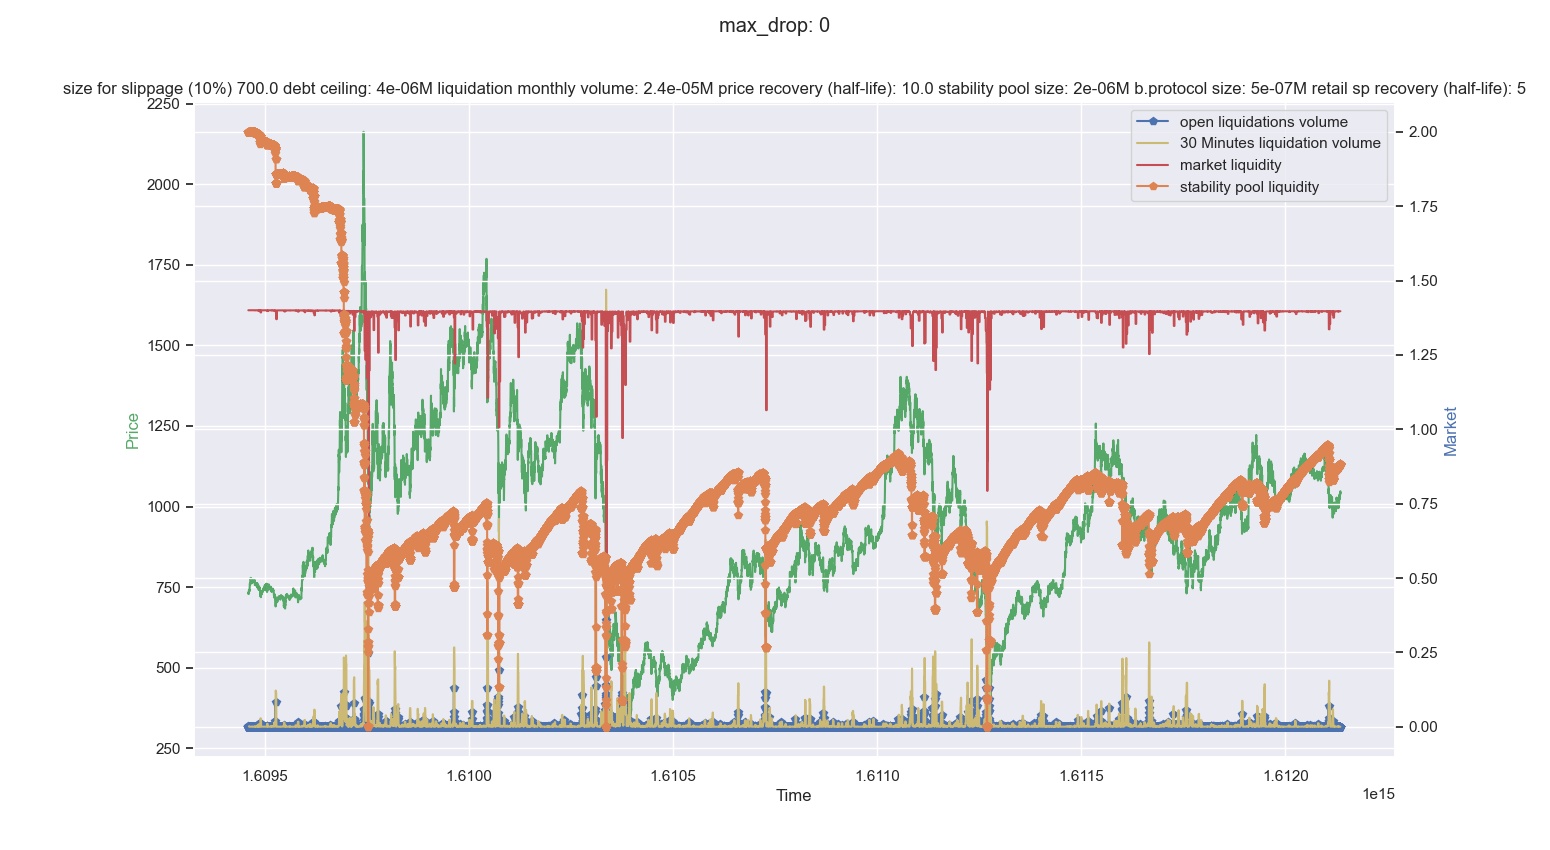 max_drop: 0
size for slippage (10%) 700.0 debt ceiling: 4e-06M liquidation monthly volume: 2.4e-05M price recovery (half-life): 10.0 stability pool size: 2e-06M b.protocol size: 5e-07M retail sp recovery (half-life): 5
open liquidations volume
30 Minutes liquidation volume
market liquidity
stability pool liquidity
2250
2000
1750
1500
1250
1000
750
500
250
Price
2.00
1.75
1.50
1.25
1.00
0.75
0.50
0.25
0.00
Market
1.6095 1.6100 1.6105 1.6110 1.6115 1.6120
Time
1e15